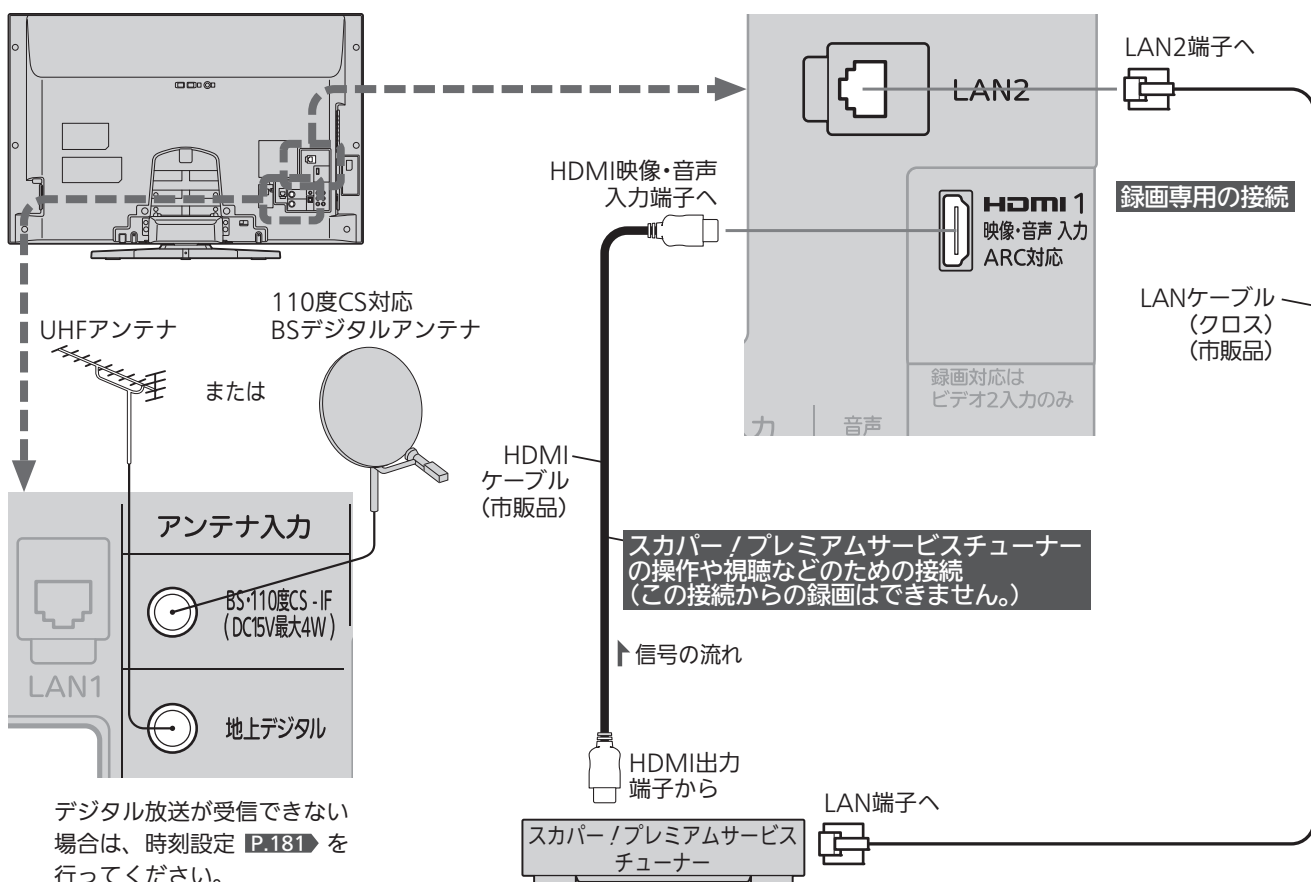 LAN2
LAN2端子へ
HDMI映像・音声
入力端子へ
HDMI 1
映像・音声 入力
ARC対応
録画専用の接続
LANケーブル
（クロス）
（市販品）
録画対応は
ビデオ2入力のみ
力
音声
UHFアンテナ
または
110度CS対応
BSデジタルアンテナ
HDMI
ケーブル
（市販品）
アンテナ入力
BS・110度CS-IF
(DC15V最大4W)
LAN1
地上デジタル
スカパー！プレミアムサービスチューナー
の操作や視聴などのための接続
（この接続からの録画はできません。）
信号の流れ
HDMI出力
端子から
LAN端子へ
スカパー！プレミアムサービス
チューナー
デジタル放送が受信できない
場合は、時刻設定 P.181 を
行ってください。